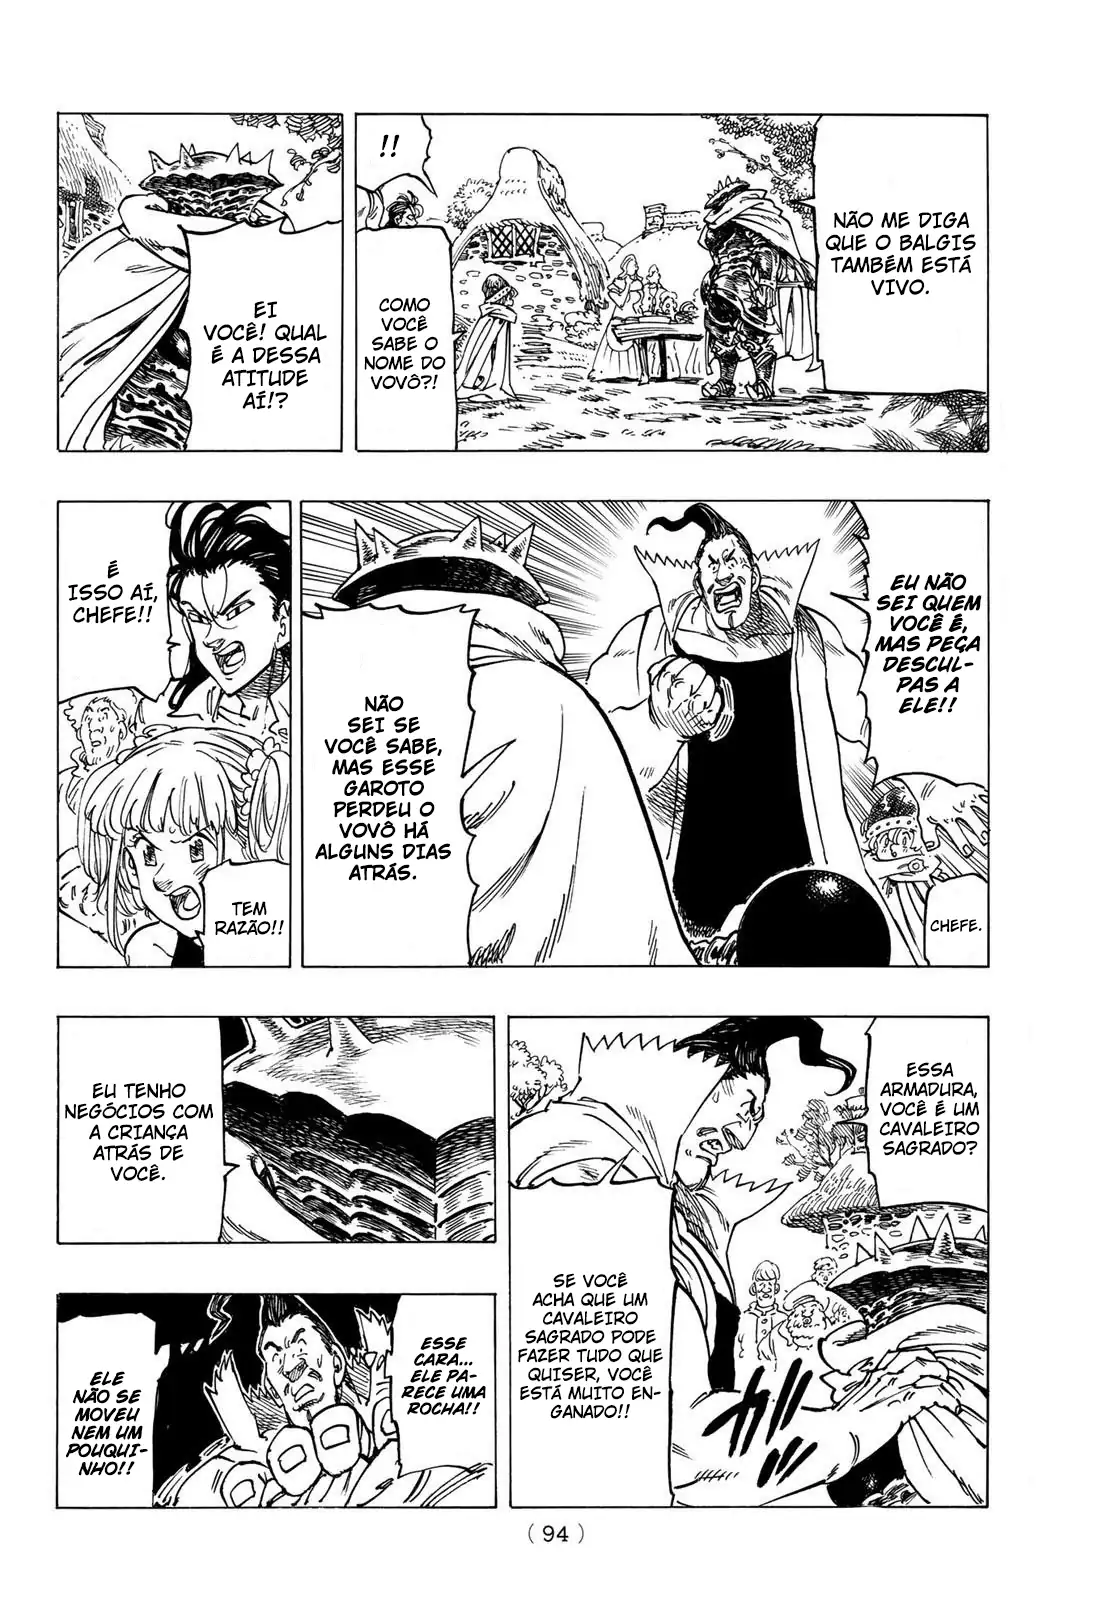 NÃO ME DIGA
QUE O BALGIS
TAMBÉM ESTÁ
VIVO.
!!
COMO
VOCÊ
SABE O
NOME DO
VOVÔ?!
EI
VOCÊ! QUAL
É A DESSA
ATITUDE
AÍ!?
EU NÃO
SEI QUEM
VOCÊ É,
MAS PEÇA
DESCUL-
PAS A
ELE!!
CHEFE.
NÃO
SEI SE
VOCÊ SABE,
MAS ESSE
GAROTO
PERDEU O
VOVÔ HÁ
ALGUNS DIAS
ATRÁS.
É
ISSO AÍ,
CHEFE!!
TEM
RAZÃO!!
ESSA
ARMADURA,
VOCÊ É UM
CAVALEIRO
SAGRADO?
SE VOCÊ
ACHA QUE UM
CAVALEIRO
SAGRADO PODE
FAZER TUDO QUE
QUISER, VOCÊ
ESTÁ MUITO EN-
GANADO!!
EU TENHO
NEGÓCIOS COM
A CRIANÇA
ATRÁS DE
VOCÊ.
ESSE
CARA...
ELE PA-
RECE UMA
ROCHA!!
ELE
NÃO SE
MOVEU
NEM UM
POUQUI-
NHO!!
(94)